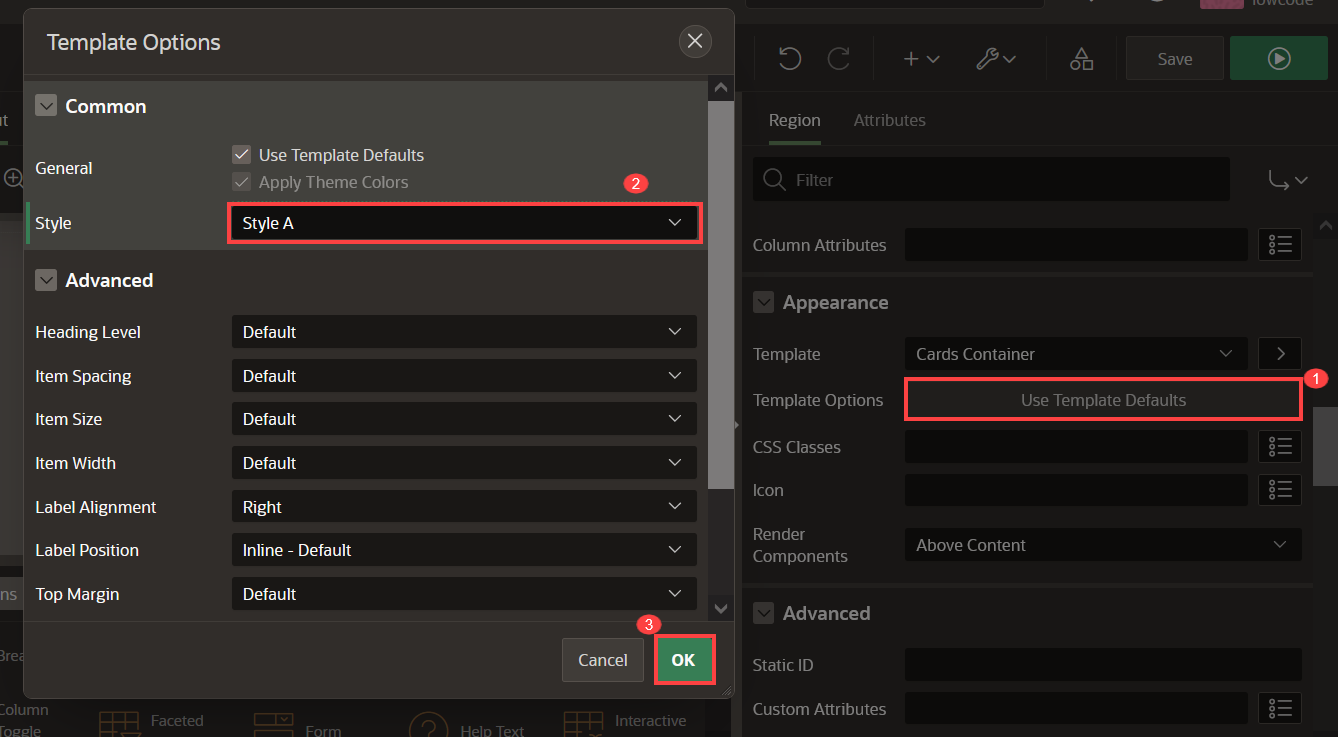 Template Options
Common
General
Use Template Defaults
Apply Theme Colors
2
Style
Style A
Advanced
Heading Level
Default
Item Spacing
Default
Item Size
Default
Item Width
Default
Label Alignment
Right
Label Position
Inline - Default
Top Margin
Default
3
Cancel
OK
lowcode
Save
Region
Attributes
Filter
Column Attributes
Appearance
Template
Cards Container
1
Template Options
Use Template Defaults
CSS Classes
Icon
Render
Components
Above Content
Advanced
Static ID
Custom Attributes
ns
Brea
Column
Toggle
Faceted
Form
Help Text
Interactive